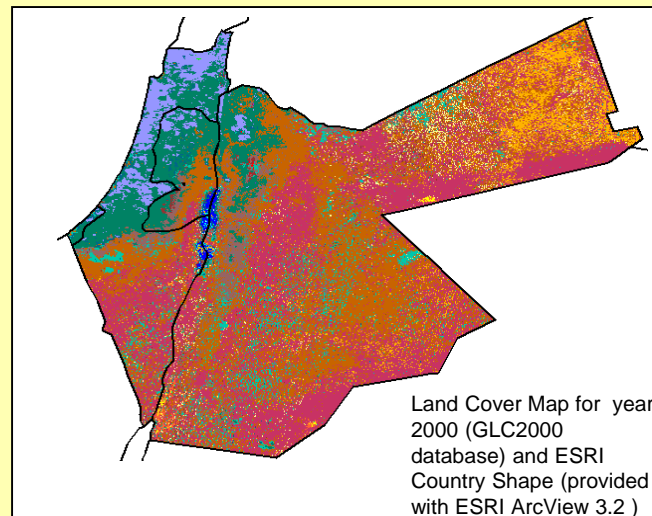 Land Cover Map for year
2000 (GLC2000
database) and ESRI
Country Shape (provided
with ESRI ArcView 3.2 )